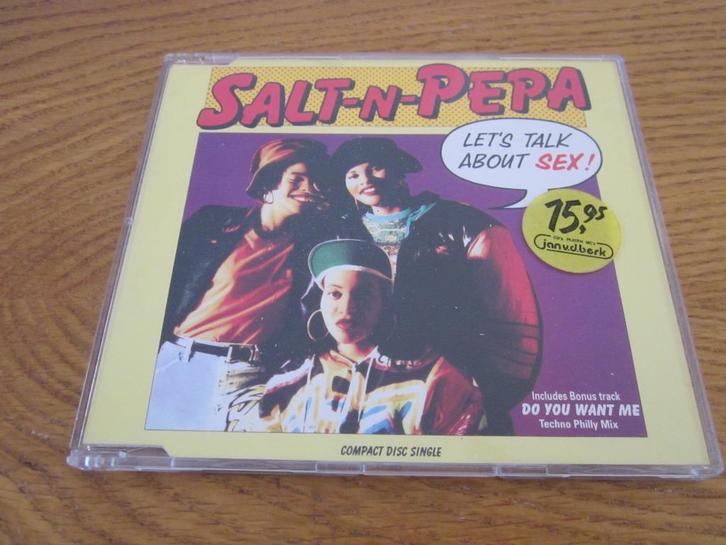 SALT-N-PEPA
LET'S TALK
ABOUT SEX!
15,95
janv.d.berk
Includes Bonus track
DO YOU WANT ME
Techno Philly Mix
COMPACT DISC SINGLE